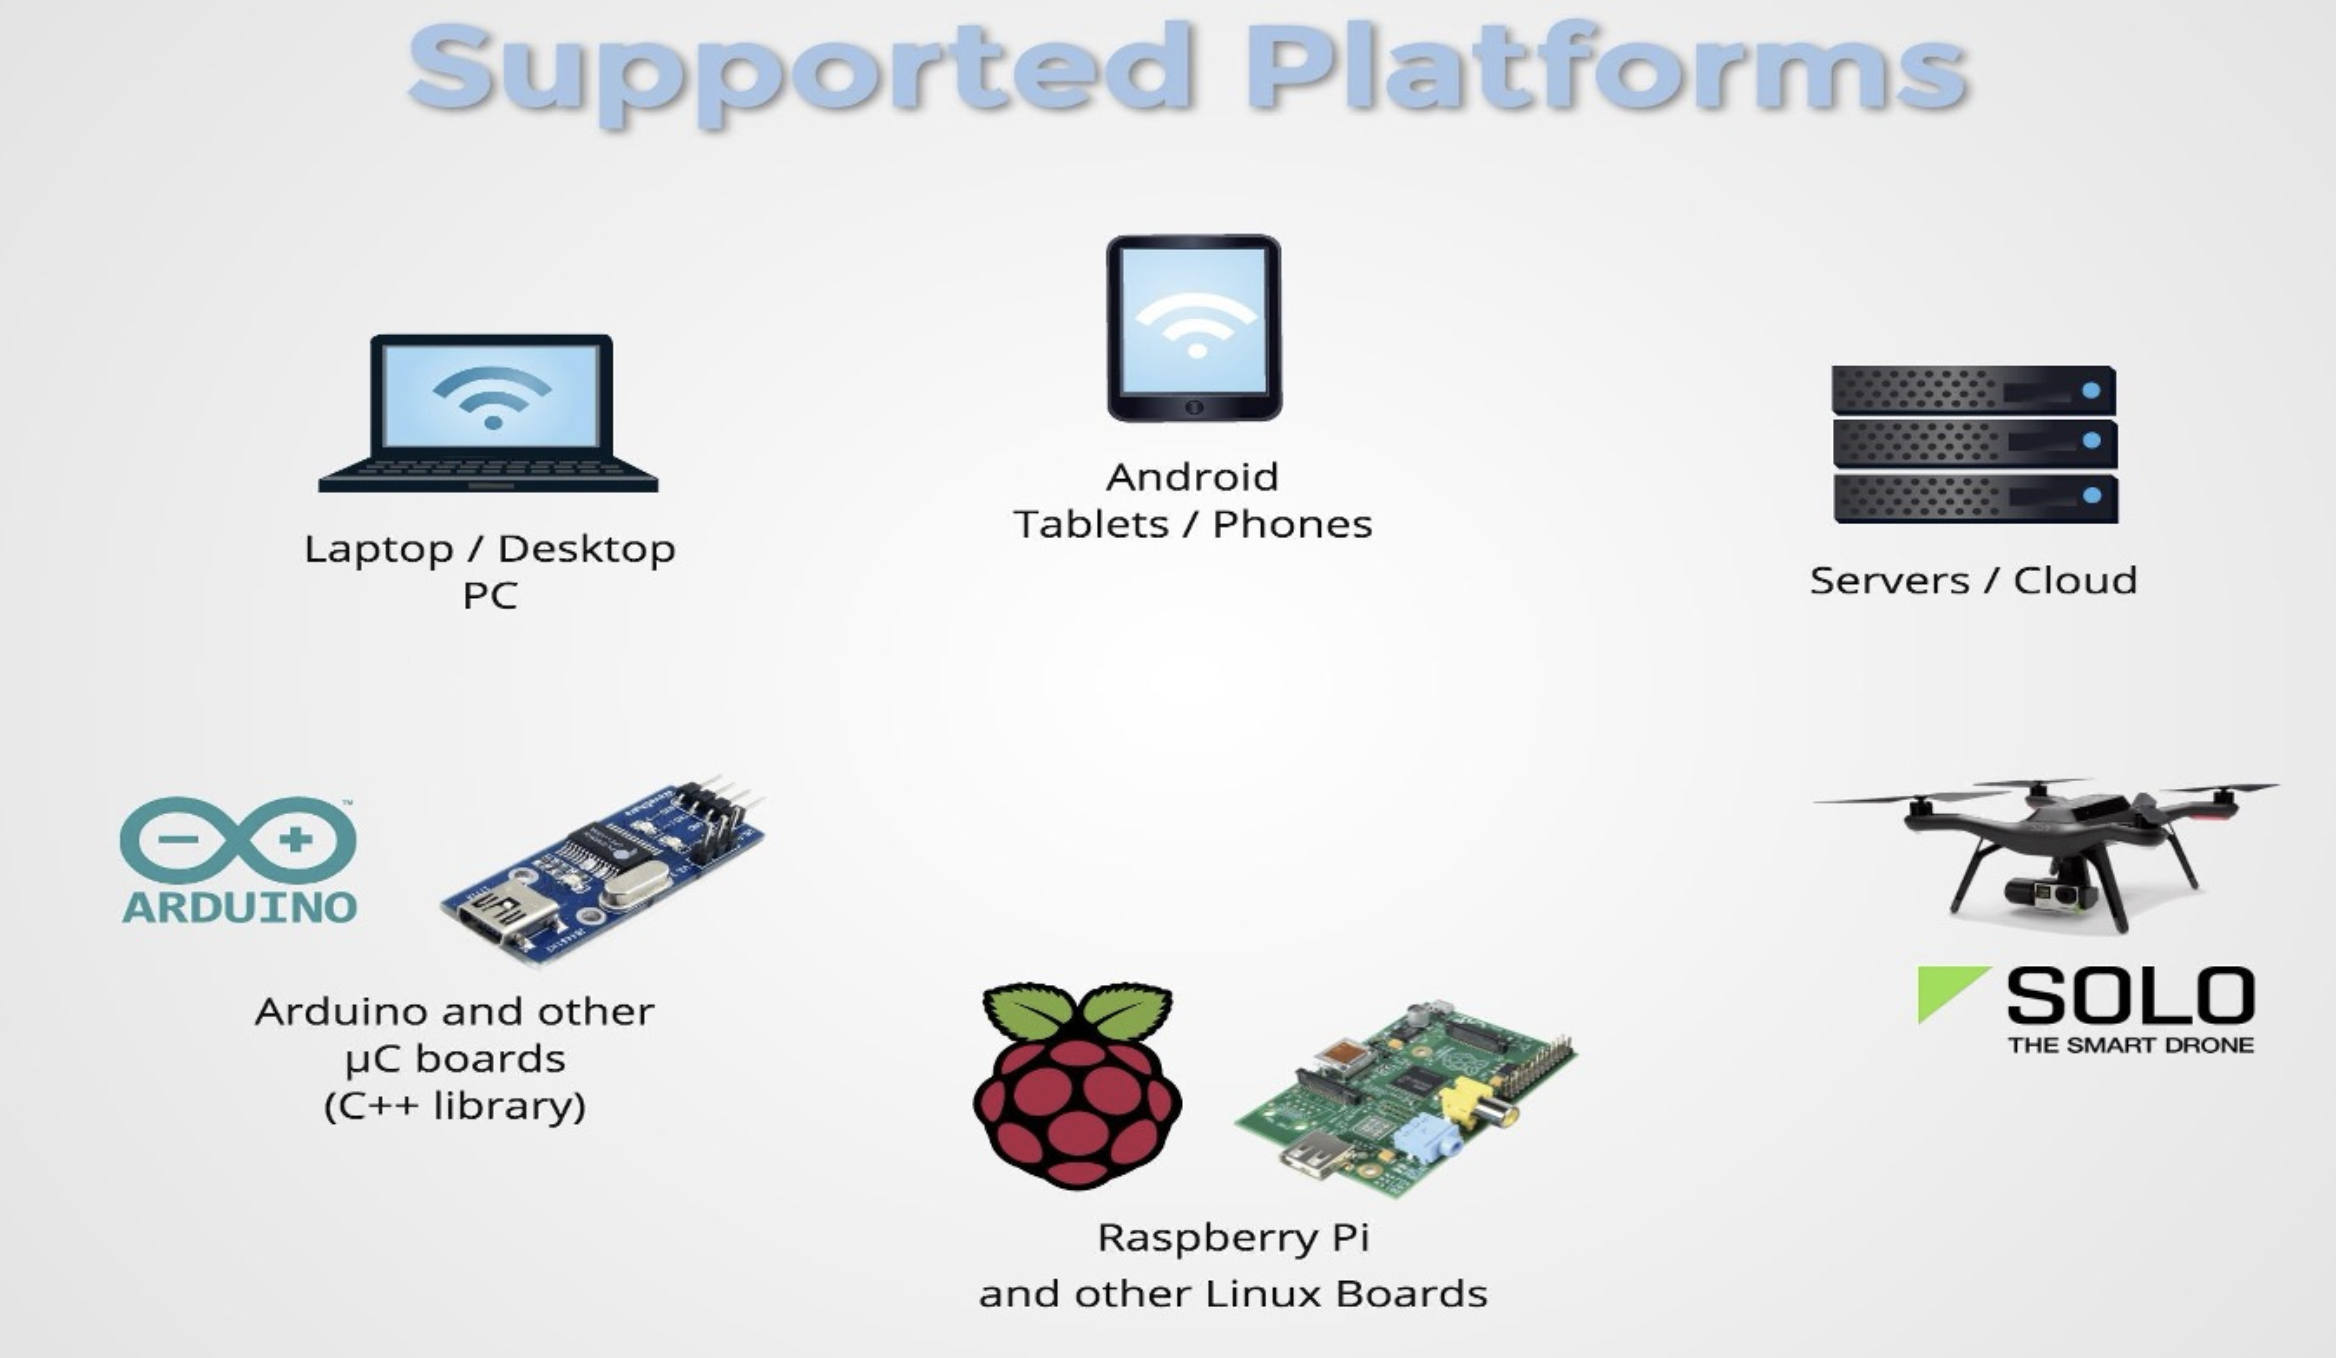 Supported Platforms
Android
Tablets / Phones
Laptop / Desktop
PC
Servers / Cloud
ARDUINO
™
Arduino and other
µC boards
(C++ library)
SOLO
THE SMART DRONE
Raspberry Pi
and other Linux Boards